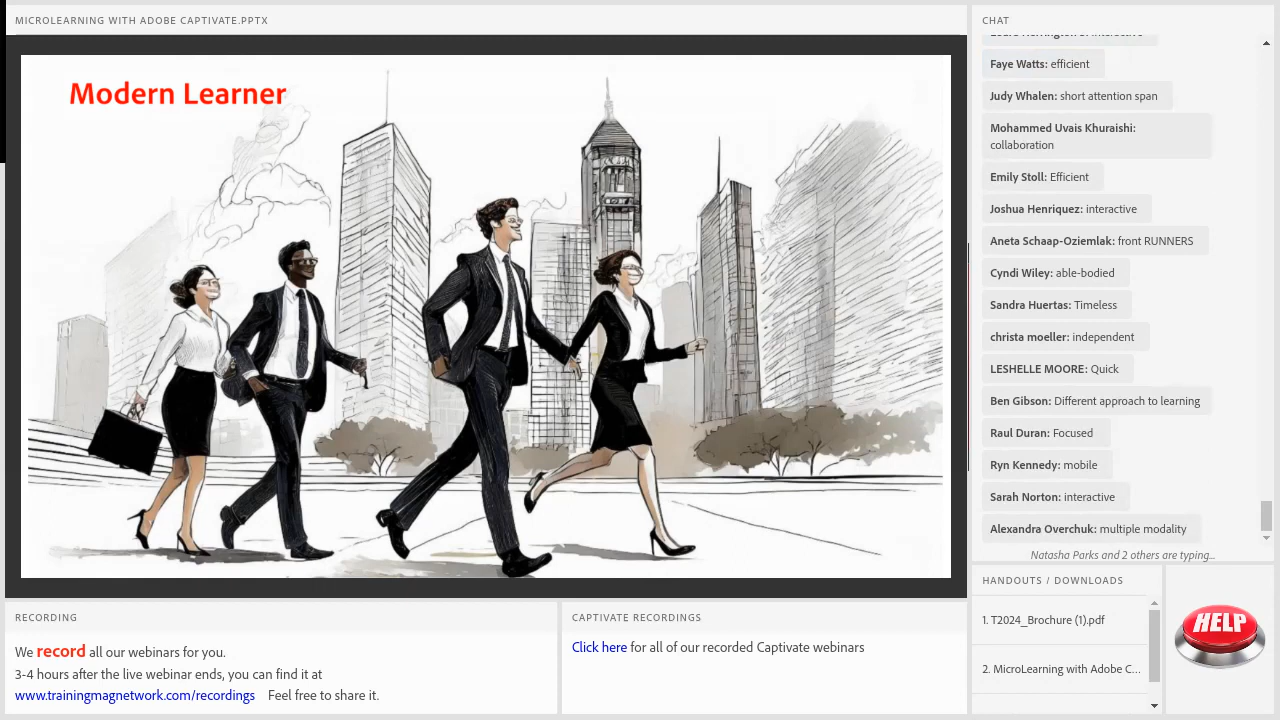 MICROLEARNING WITH ADOBE CAPTIVATE.PPTX
Modern Learner
CHAT
Faye Watts: efficient
Judy Whalen: short attention span
Mohammed Uvais Khuraishi:
collaboration
Emily Stoll: Efficient
Joshua Henriquez: interactive
Aneta Schaap-Oziemlak: front RUNNERS
Cyndi Wiley: able-bodied
Sandra Huertas: Timeless
christa moeller: independent
LESHELLE MOORE: Quick
Ben Gibson: Different approach to learning
Raul Duran: Focused
Ryn Kennedy: mobile
Sarah Norton: interactive
Alexandra Overchuk: multiple modality
Natasha Parks and 2 others are typing...
RECORDING
We record all our webinars for you.
3-4 hours after the live webinar ends, you can find it at
www.trainingmagnetwork.com/recordings Feel free to share it.
CAPTIVATE RECORDINGS
Click here for all of our recorded Captivate webinars
HANDOUTS / DOWNLOADS
1. T2024_Brochure (1).pdf
2. MicroLearning with Adobe C...
HELP